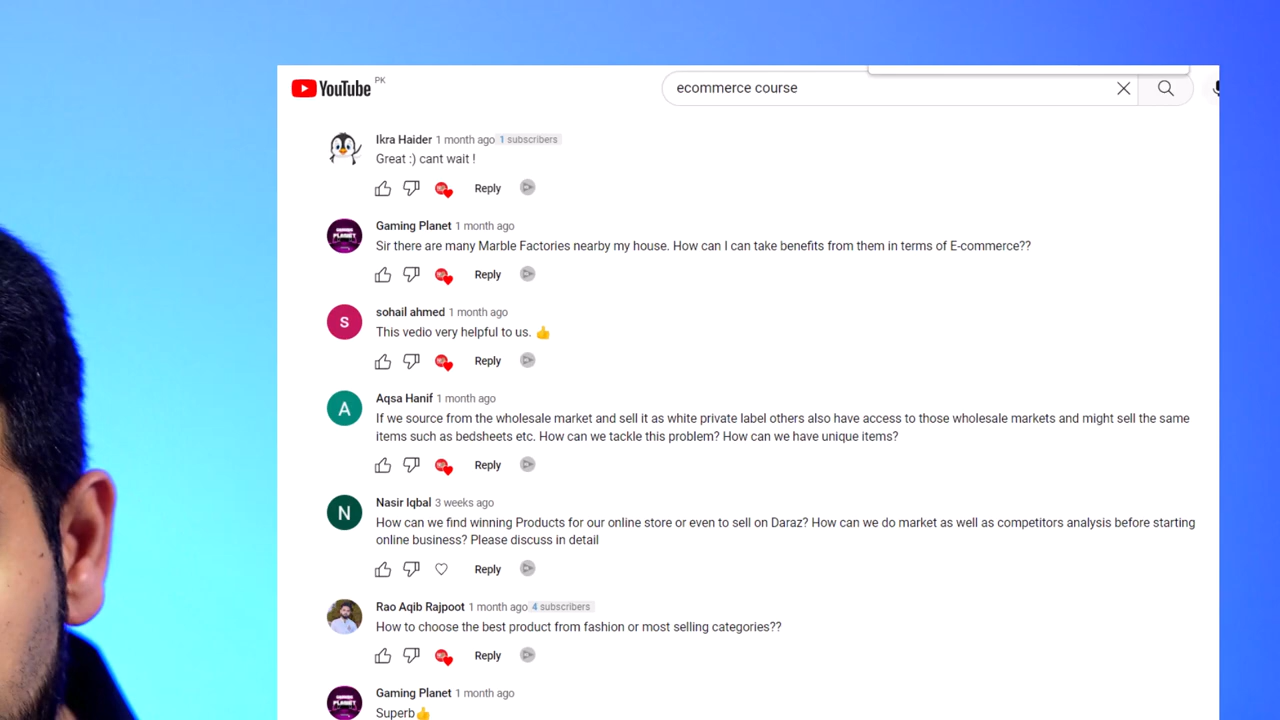 YouTube PK
ecommerce course
Ikra Haider 1 month ago 1 subscribers
Great :) cant wait !
Reply
Gaming Planet 1 month ago
Sir there are many Marble Factories nearby my house. How can I can take benefits from them in terms of E-commerce??
Reply
S sohail ahmed 1 month ago
This vedio very helpful to us. 👍
Reply
A Aqsa Hanif 1 month ago
If we source from the wholesale market and sell it as white private label others also have access to those wholesale markets and might sell the same
items such as bedsheets etc. How can we tackle this problem? How can we have unique items?
Reply
N Nasir Iqbal 3 weeks ago
How can we find winning Products for our online store or even to sell on Daraz? How can we do market as well as competitors analysis before starting
online business? Please discuss in detail
Reply
Rao Aqib Rajpoot 1 month ago 4 subscribers
How to choose the best product from fashion or most selling categories??
Reply
Gaming Planet 1 month ago
Superb👍